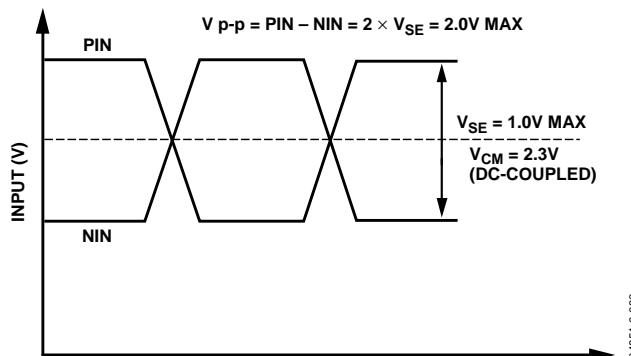 V p-p = PIN – NIN = 2 × VSE = 2.0V MAX
PIN
VSE = 1.0V MAX
VCM = 2.3V
(DC-COUPLED)
INPUT (V)
NIN